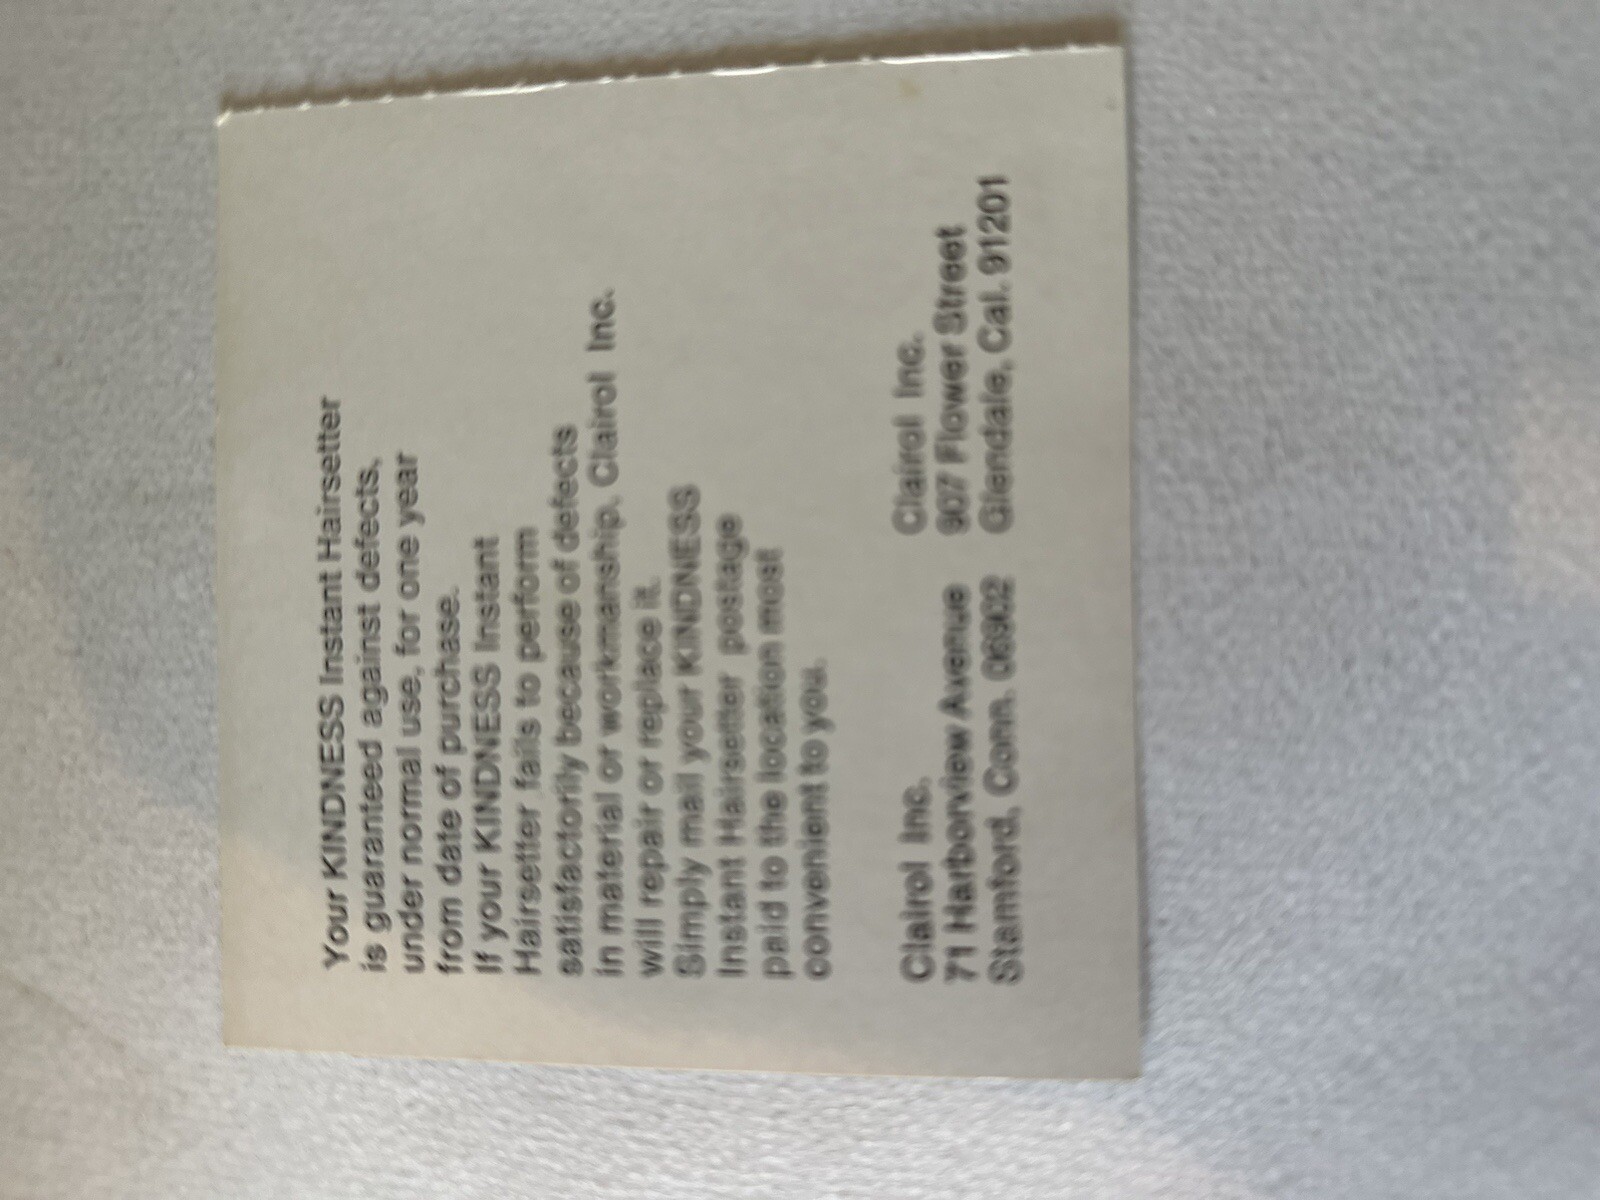 Your KINDNESS Instant Hairsetter
is guaranteed against defects,
under normal use, for one year
from date of purchase.
If your KINDNESS Instant
Hairsetter fails to perform
satisfactorily because of defects
in material or workmanship, Clairol Inc.
will repair or replace it.
Simply mail your KINDNESS
Instant Hairsetter postage
paid to the location most
convenient to you.
Clairol Inc.
71 Harborview Avenue
Stamford, Conn. 06902
Clairol Inc.
907 Flower Street
Glendale, Cal. 91201